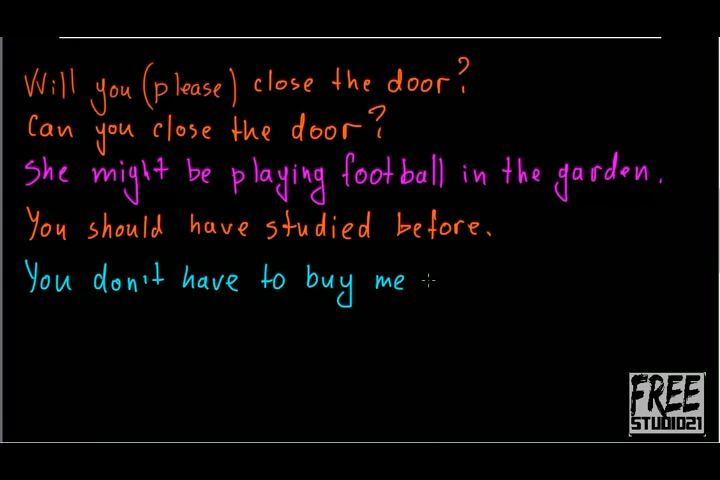 Will you (please) close the door?
Can you close the door?
She might be playing football in the garden.
You should have studied before.
You don't have to buy me
FREE
STUDIO21